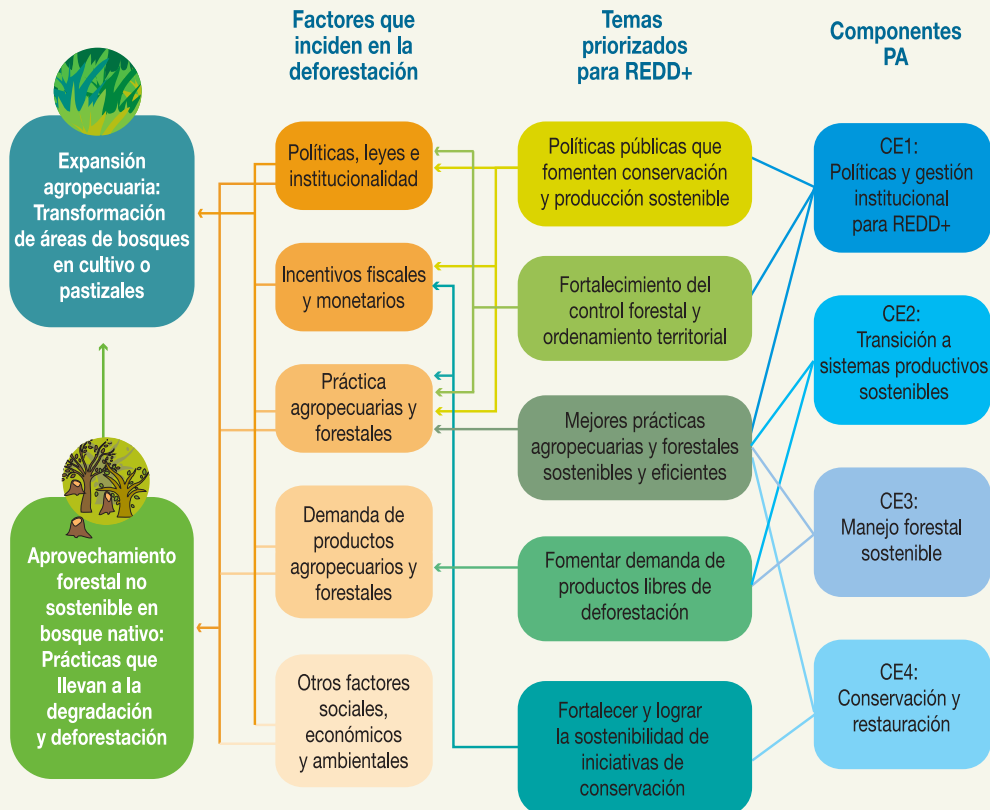 Factores que
inciden en la
deforestación
Temas
priorizados
para REDD+
Componentes
PA
Expansión
agropecuaria:
Transformación
de áreas de bosques
en cultivo o
pastizales
Aprovechamiento
forestal no
sostenible en
bosque nativo:
Prácticas que
llevan a la
degradación
y deforestación
Políticas, leyes e
institucionalidad
Incentivos fiscales
y monetarios
Práctica
agropecuarias y
forestales
Demanda de
productos
agropecuarios y
forestales
Otros factores
sociales,
económicos
y ambientales
Políticas públicas que
fomenten conservación
y producción sostenible
Fortalecimiento del
control forestal y
ordenamiento territorial
Mejores prácticas
agropecuarias y forestales
sostenibles y eficientes
Fomentar demanda de
productos libres de
deforestación
Fortalecer y lograr
la sostenibilidad de
iniciativas de
conservación
CE1:
Políticas y gestión
institucional
para REDD+
CE2:
Transición a
sistemas productivos
sostenibles
CE3:
Manejo forestal
sostenible
CE4:
Conservación y
restauración